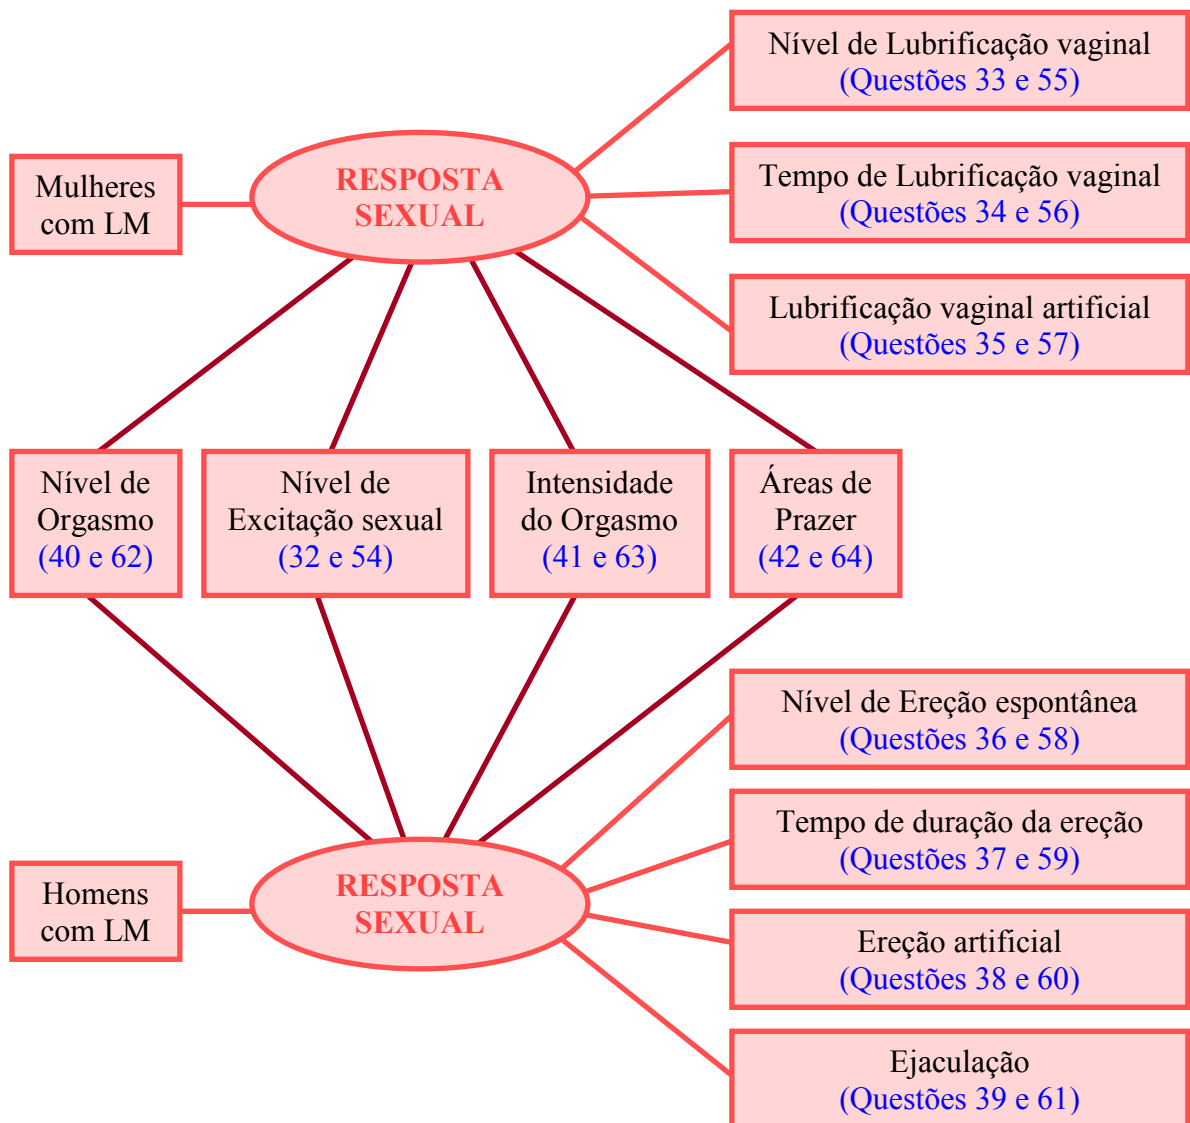 Nível de Lubrificação vaginal
(Questões 33 e 55)
Mulheres
com LM
RESPOSTA
SEXUAL
Tempo de Lubrificação vaginal
(Questões 34 e 56)
Lubrificação vaginal artificial
(Questões 35 e 57)
Nível de
Orgasmo
(40 e 62)
Nível de
Excitação sexual
(32 e 54)
Intensidade
do Orgasmo
(41 e 63)
Áreas de
Prazer
(42 e 64)
Nível de Ereção espontânea
(Questões 36 e 58)
Tempo de duração da ereção
(Questões 37 e 59)
Homens
com LM
RESPOSTA
SEXUAL
Ereção artificial
(Questões 38 e 60)
Ejaculação
(Questões 39 e 61)